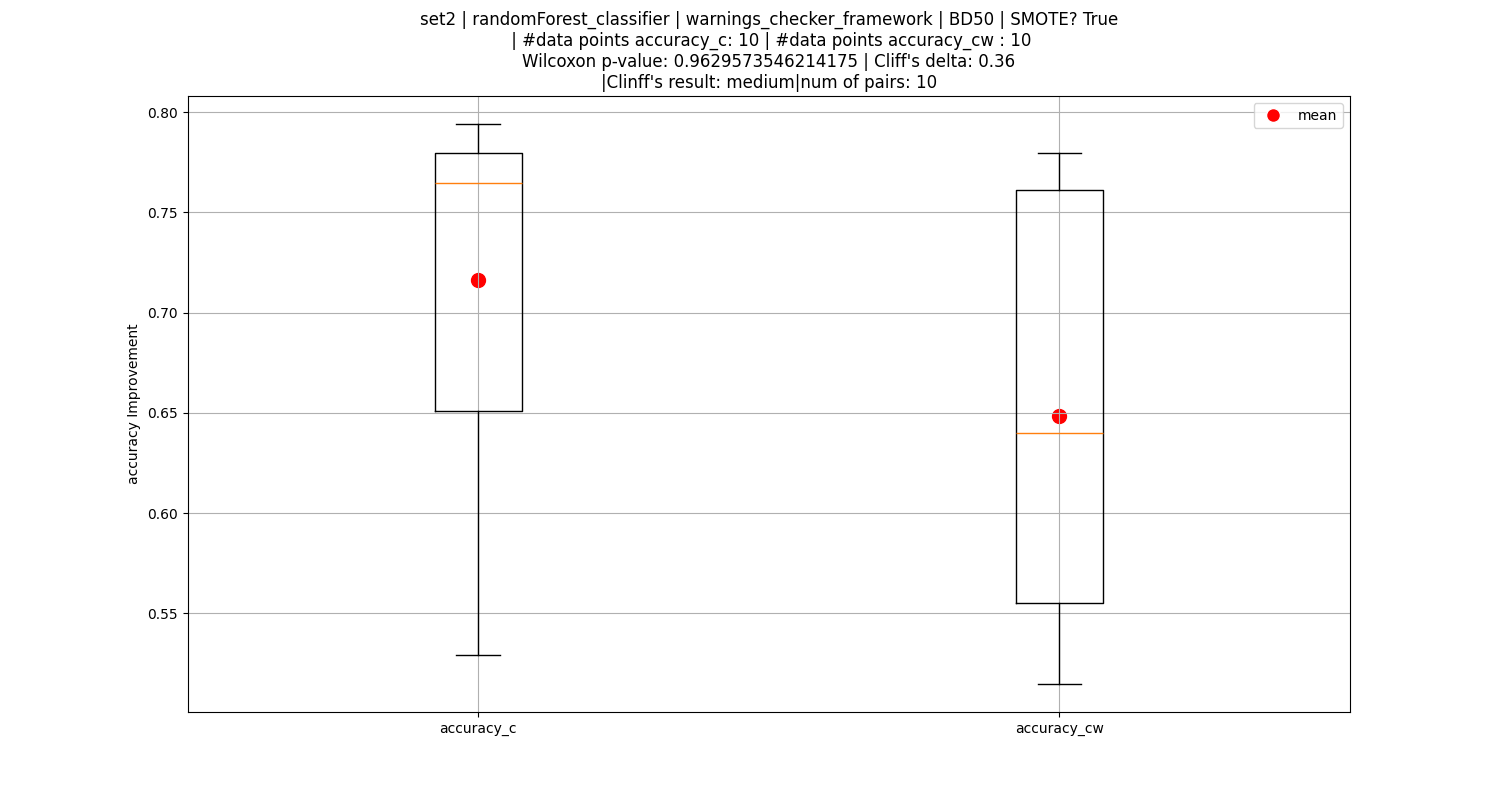 set2 | randomForest_classifier | warnings_checker_framework | BD50 | SMOTE? True
| #data points accuracy_c: 10 | #data points accuracy_cw : 10
Wilcoxon p-value: 0.9629573546214175 | Cliff's delta: 0.36
|Clinff's result: medium|num of pairs: 10
mean
0.80
0.75
0.70
0.65
0.60
0.55
accuracy Improvement
accuracy_c
accuracy_cw